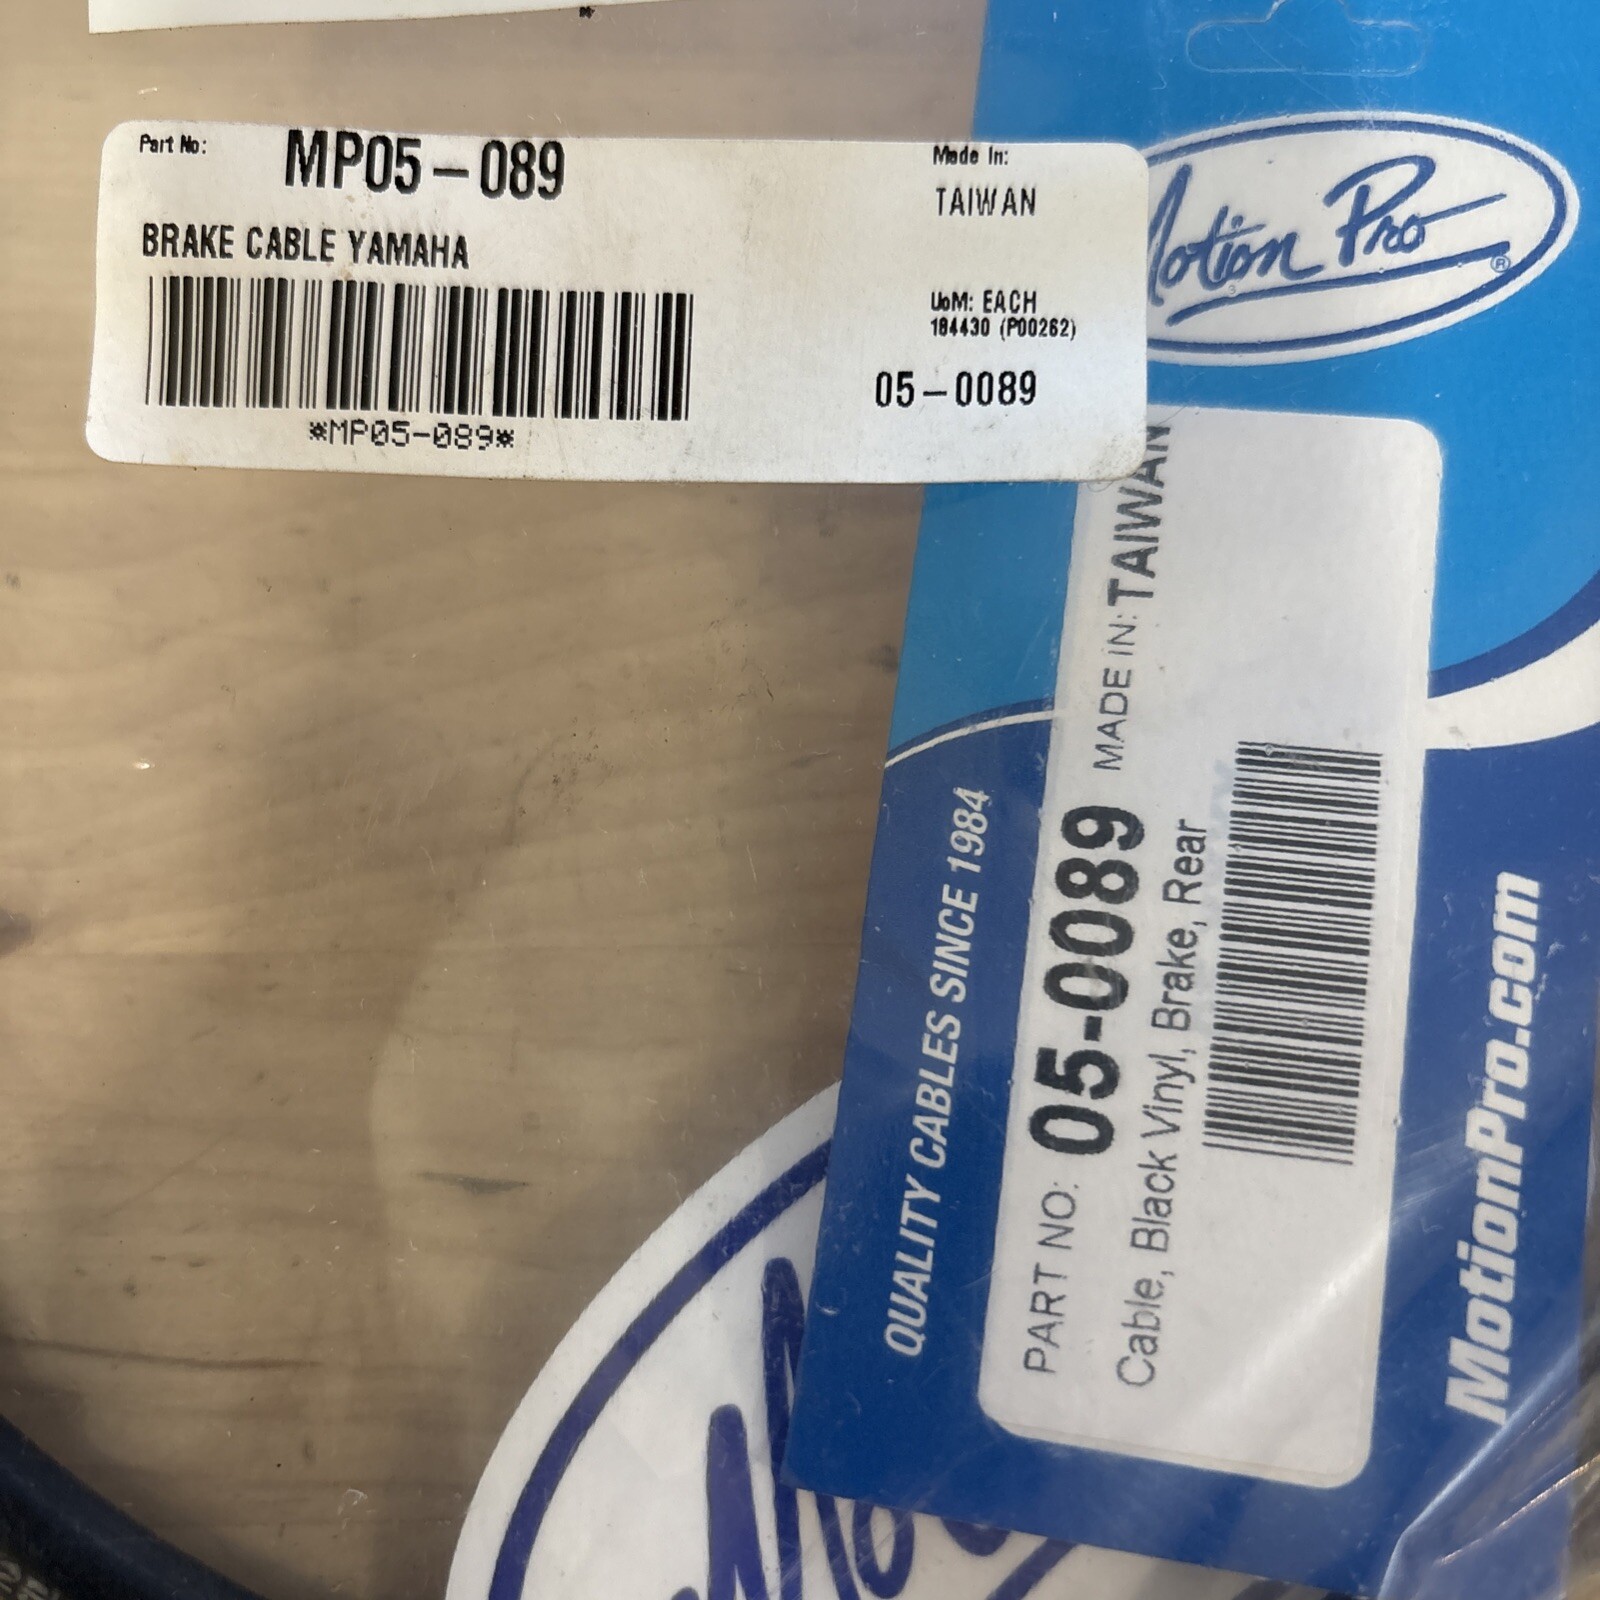 Part No: MP05-089
Made In:
TAIWAN
BRAKE CABLE YAMAHA
UoM: EACH
184430 (P00262)
05-0089
*MP05-089*
Motion Pro®
MADE IN: TAIWAN
PART NO: 05-0089
Cable, Black Vinyl, Brake, Rear
QUALITY CABLES SINCE 1984
MotionPro.com